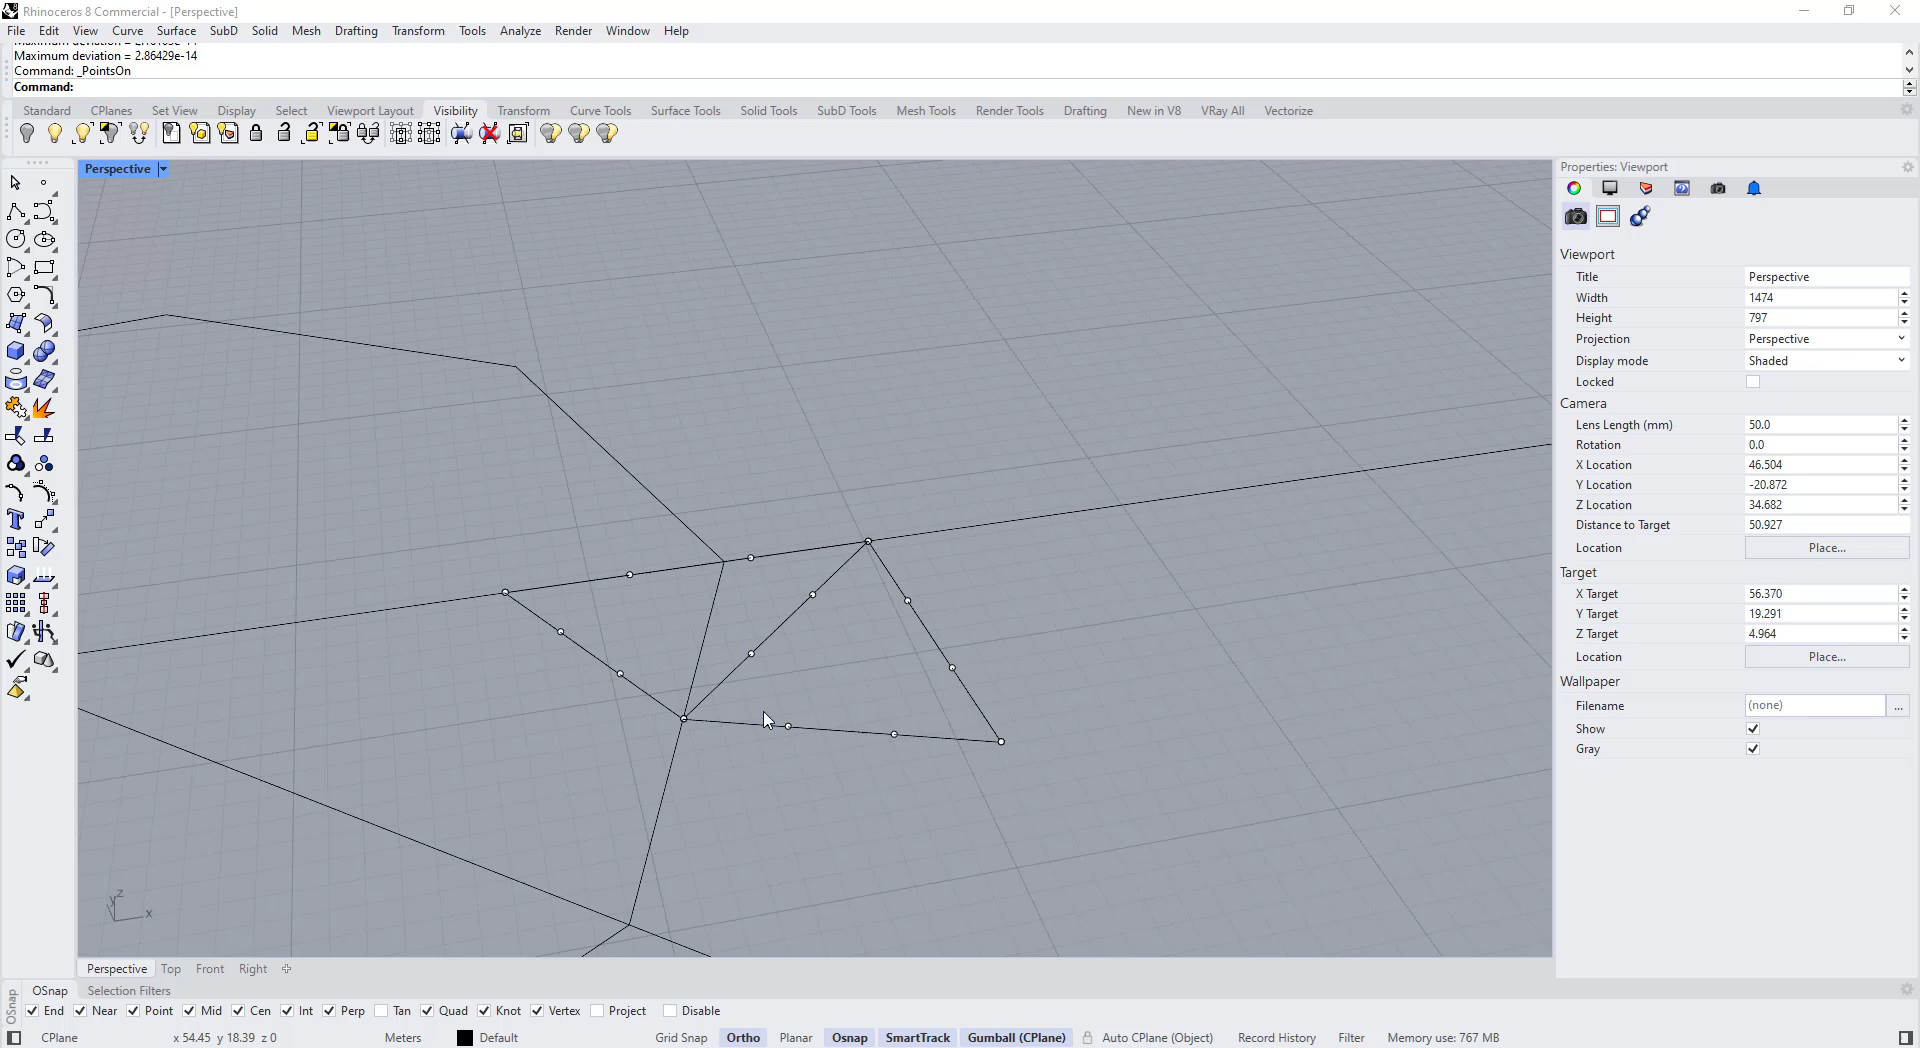 Rhinoceros 8 Commercial - [Perspective]
File Edit View Curve Surface SubD Solid Mesh Drafting Transform Tools Analyze Render Window Help
Maximum deviation = 2.86429e-14
Command: _PointsOn
Command:
Standard CPlanes Set View Display Select Viewport Layout Visibility Transform Curve Tools Surface Tools Solid Tools SubD Tools Mesh Tools Render Tools Drafting New in V8 VRay All Vectorize
Perspective
Properties: Viewport
Viewport
Title Perspective
Width 1474
Height 797
Projection Perspective
Display mode Shaded
Locked
Camera
Lens Length (mm) 50.0
Rotation 0.0
X Location 46.504
Y Location -20.872
Z Location 34.682
Distance to Target 50.927
Location Place...
Target
X Target 56.370
Y Target 19.291
Z Target 4.964
Location Place...
Wallpaper
Filename (none) ...
Show
Gray
z
y
x
Perspective Top Front Right
OSnap Selection Filters
OSnap
End Near Point Mid Cen Int Perp Tan Quad Knot Vertex Project Disable
CPlane x 54.45 y 18.39 z 0 Meters Default Grid Snap Ortho Planar Osnap SmartTrack Gumball (CPlane) Auto CPlane (Object) Record History Filter Memory use: 767 MB